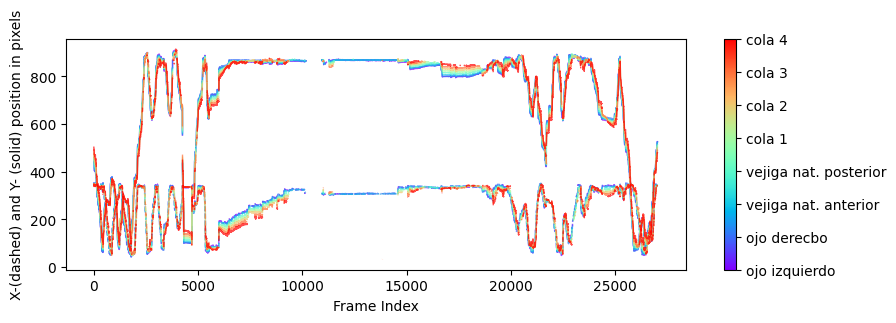 X-(dashed) and Y- (solid) position in pixels
800
600
400
200
0
0 5000 10000 15000 20000 25000
Frame Index
cola 4
cola 3
cola 2
cola 1
vejiga nat. posterior
vejiga nat. anterior
ojo derecbo
ojo izquierdo